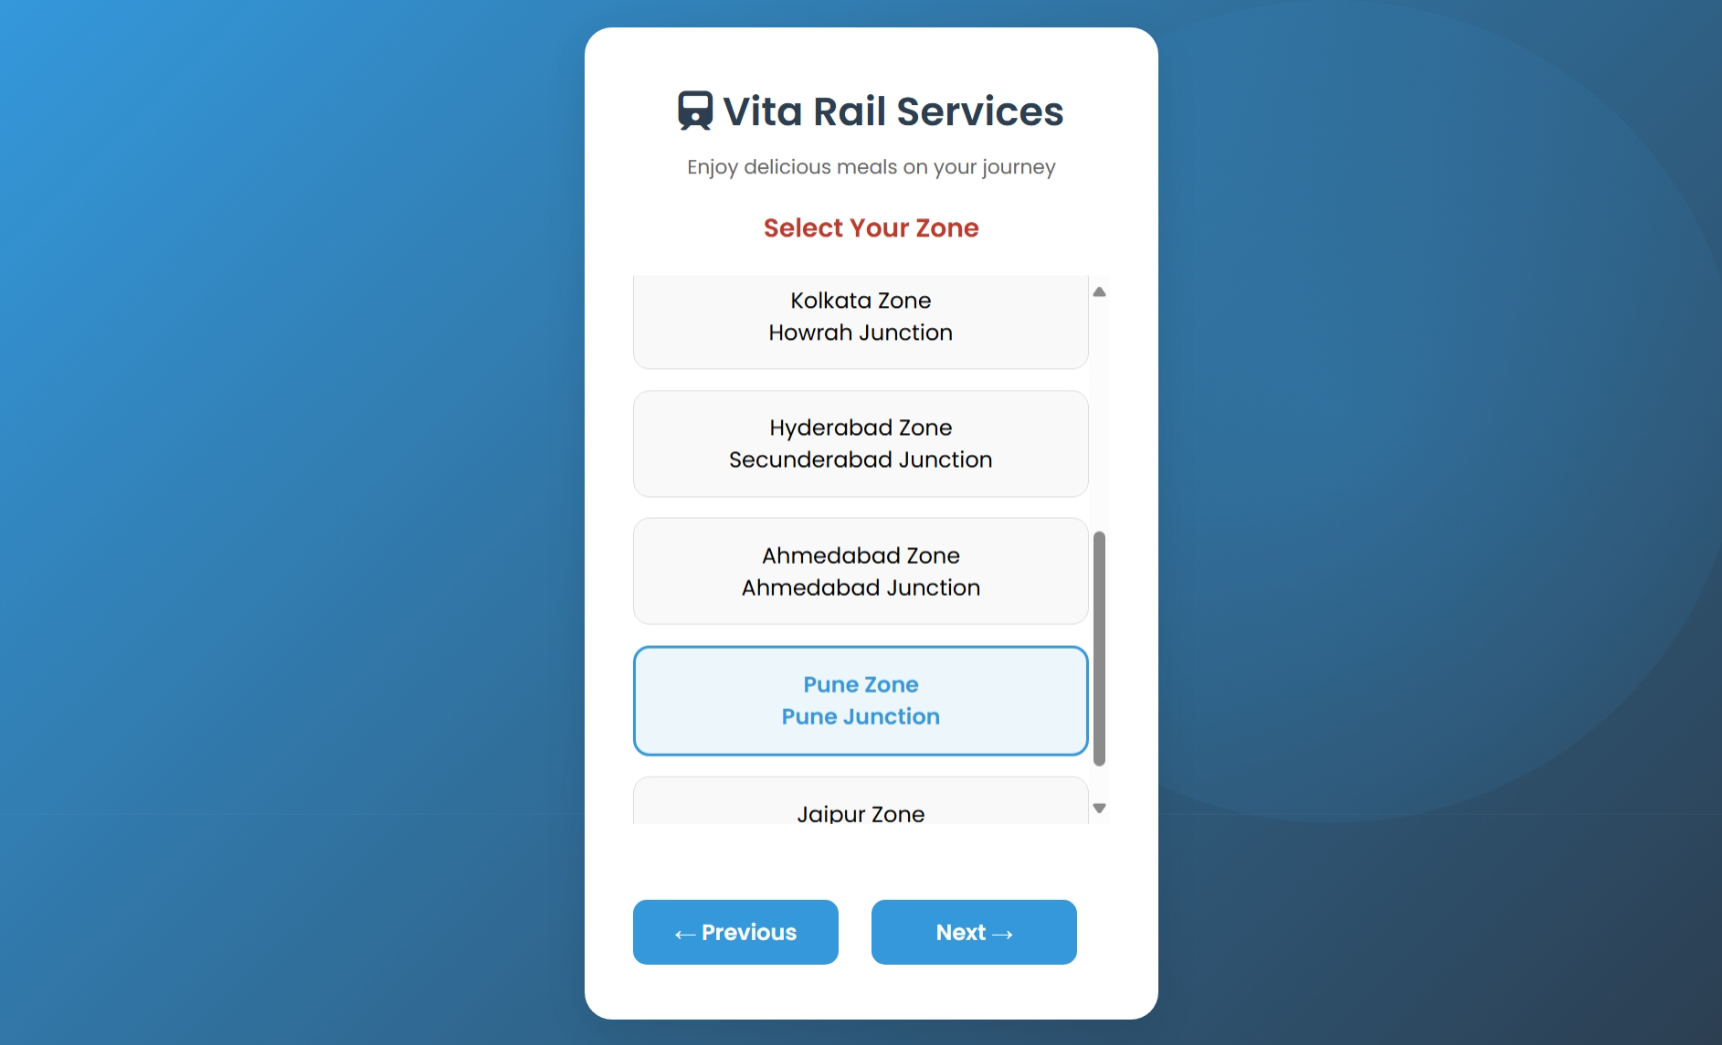 Vita Rail Services
Enjoy delicious meals on your journey
Select Your Zone
Kolkata Zone
Howrah Junction
Hyderabad Zone
Secunderabad Junction
Ahmedabad Zone
Ahmedabad Junction
Pune Zone
Pune Junction
Jaipur Zone
← Previous
Next →